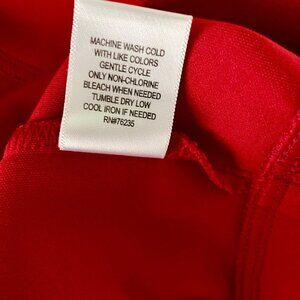 MACHINE WASH COLD
WITH LIKE COLORS
GENTLE CYCLE
ONLY NON-CHLORINE
BLEACH WHEN NEEDED
TUMBLE DRY LOW
COOL IRON IF NEEDED
RN#76235